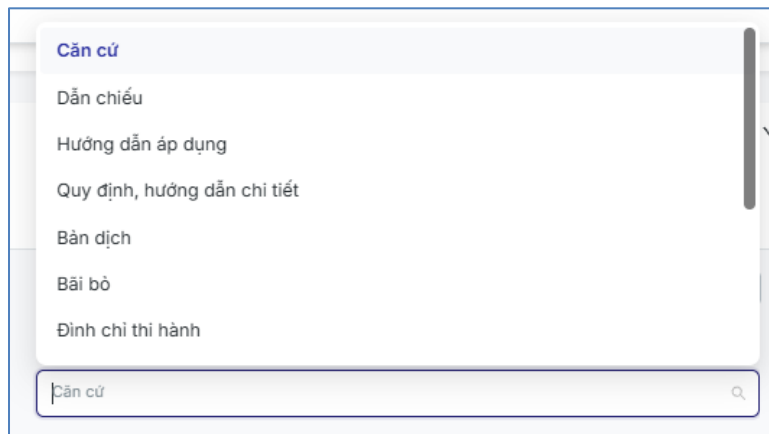 Căn cứ
Dẫn chiếu
Hướng dẫn áp dụng
Quy định, hướng dẫn chi tiết
Bản dịch
Bãi bỏ
Đình chỉ thi hành
Căn cứ